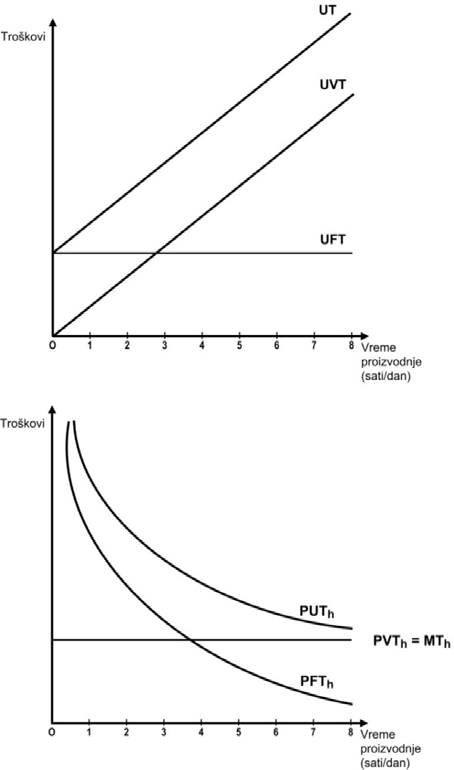 UT
Troškovi
UVT
UFT
O 1 2 3 4 5 6 7 8
Vreme
proizvodnje
(sati/dan)
Troškovi
PUTh
PVTh = MTh
PFTh
O 1 2 3 4 5 6 7 8
Vreme
proizvodnje
(sati/dan)